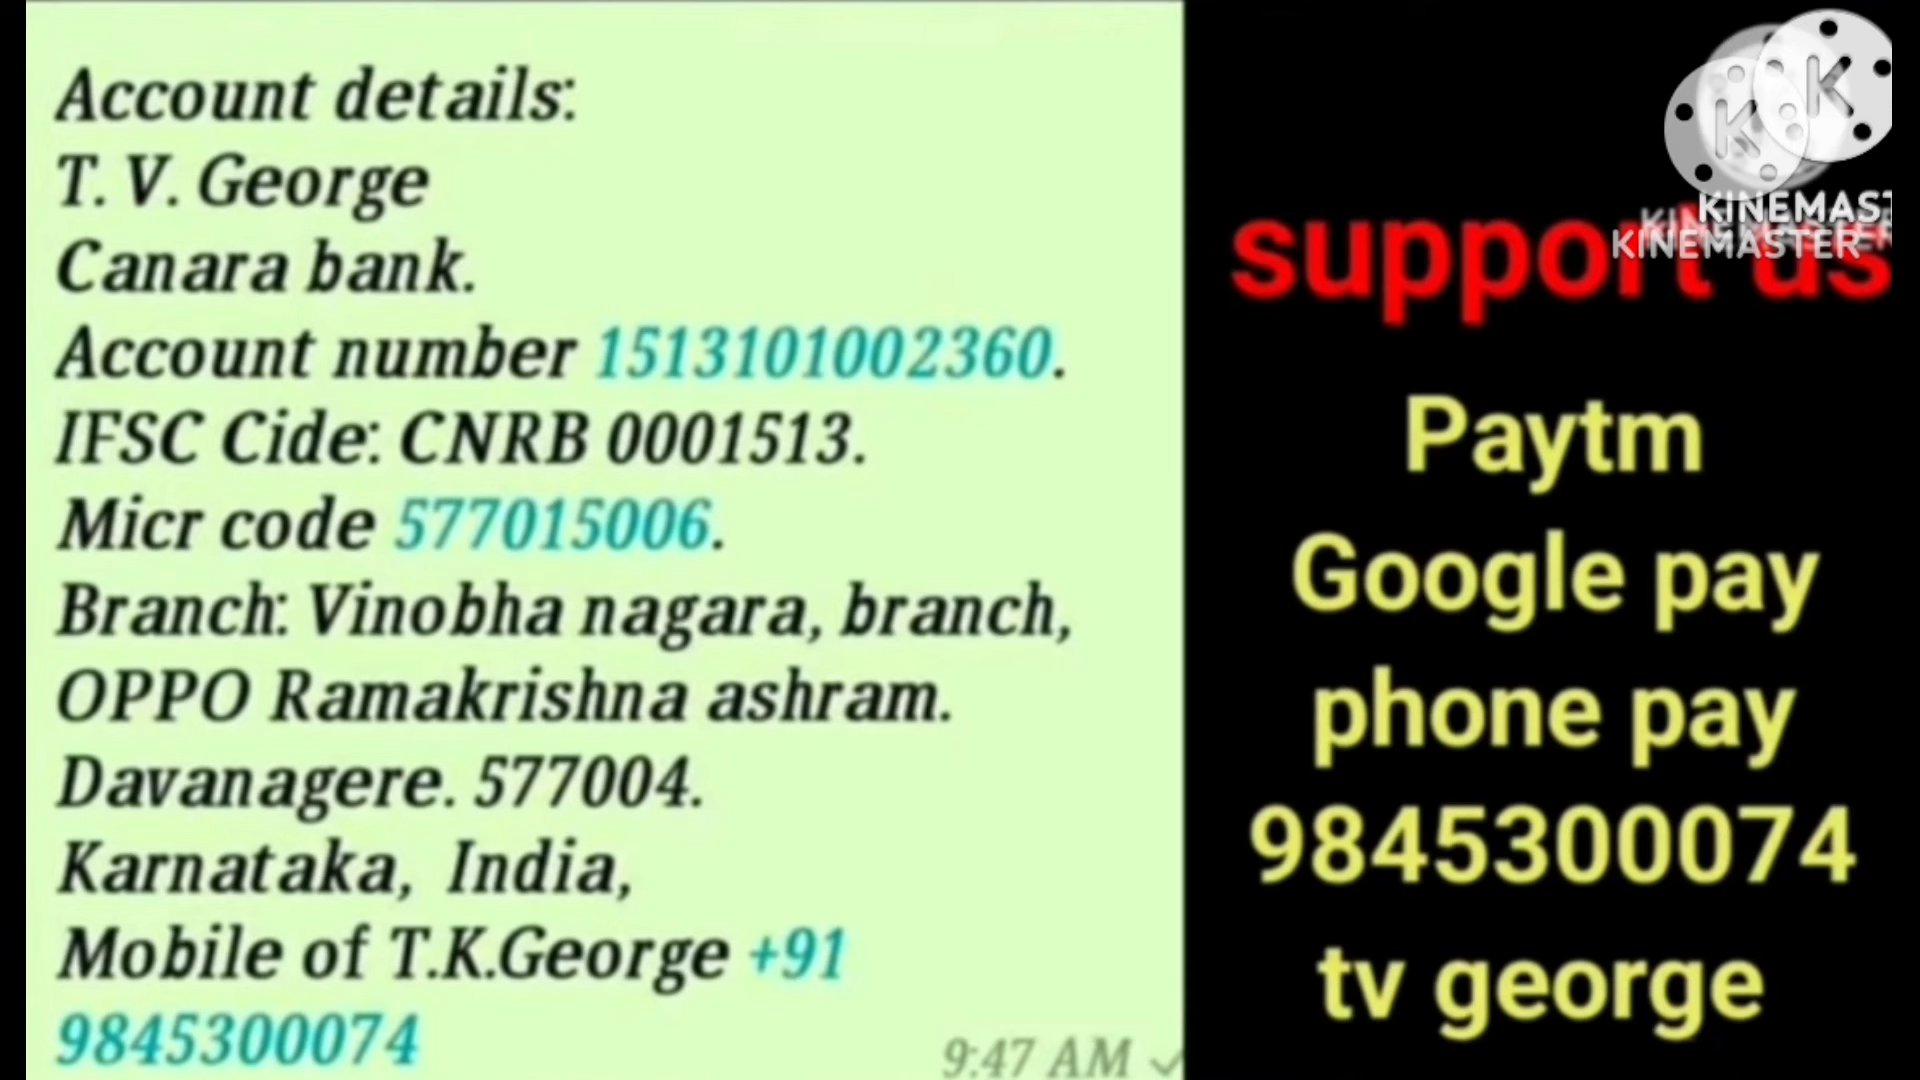 Account details:
T. V. George
Canara bank.
Account number 1513101002360.
IFSC Cide: CNRB 0001513.
Micr code 577015006.
Branch: Vinobha nagara, branch,
OPPO Ramakrishna ashram.
Davanagere. 577004.
Karnataka, India,
Mobile of T.K.George +91
9845300074
9:47 AM
KINEMAST
KINEMASTER
KINEMASTER
support us
Paytm
Google pay
phone pay
9845300074
tv george